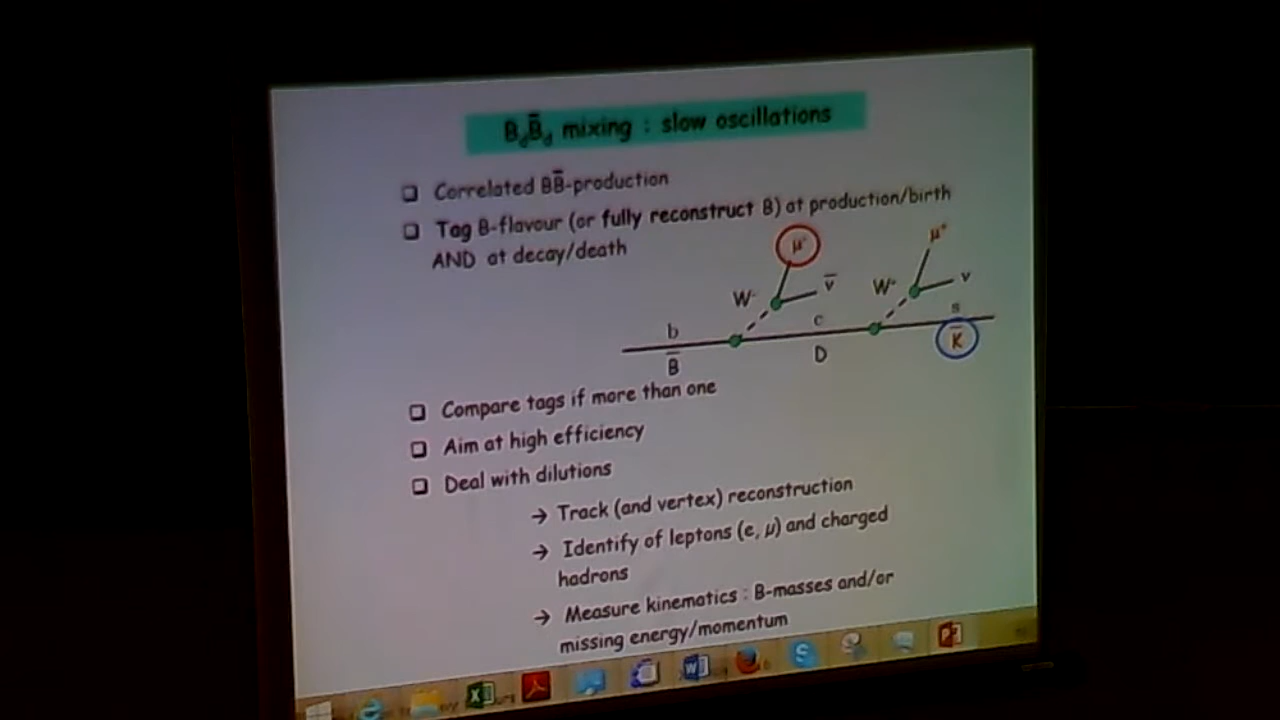 B_d B̄_d mixing : slow oscillations
❑ Correlated BB̄-production
❑ Tag B-flavour (or fully reconstruct B) at production/birth
AND at decay/death
μ⁻
μ⁺
W⁻
ν̄
W⁺
ν
b
c
s
B̄
D
K̄
❑ Compare tags if more than one
❑ Aim at high efficiency
❑ Deal with dilutions
→ Track (and vertex) reconstruction
→ Identify of leptons (e, μ) and charged
hadrons
→ Measure kinematics : B-masses and/or
missing energy/momentum